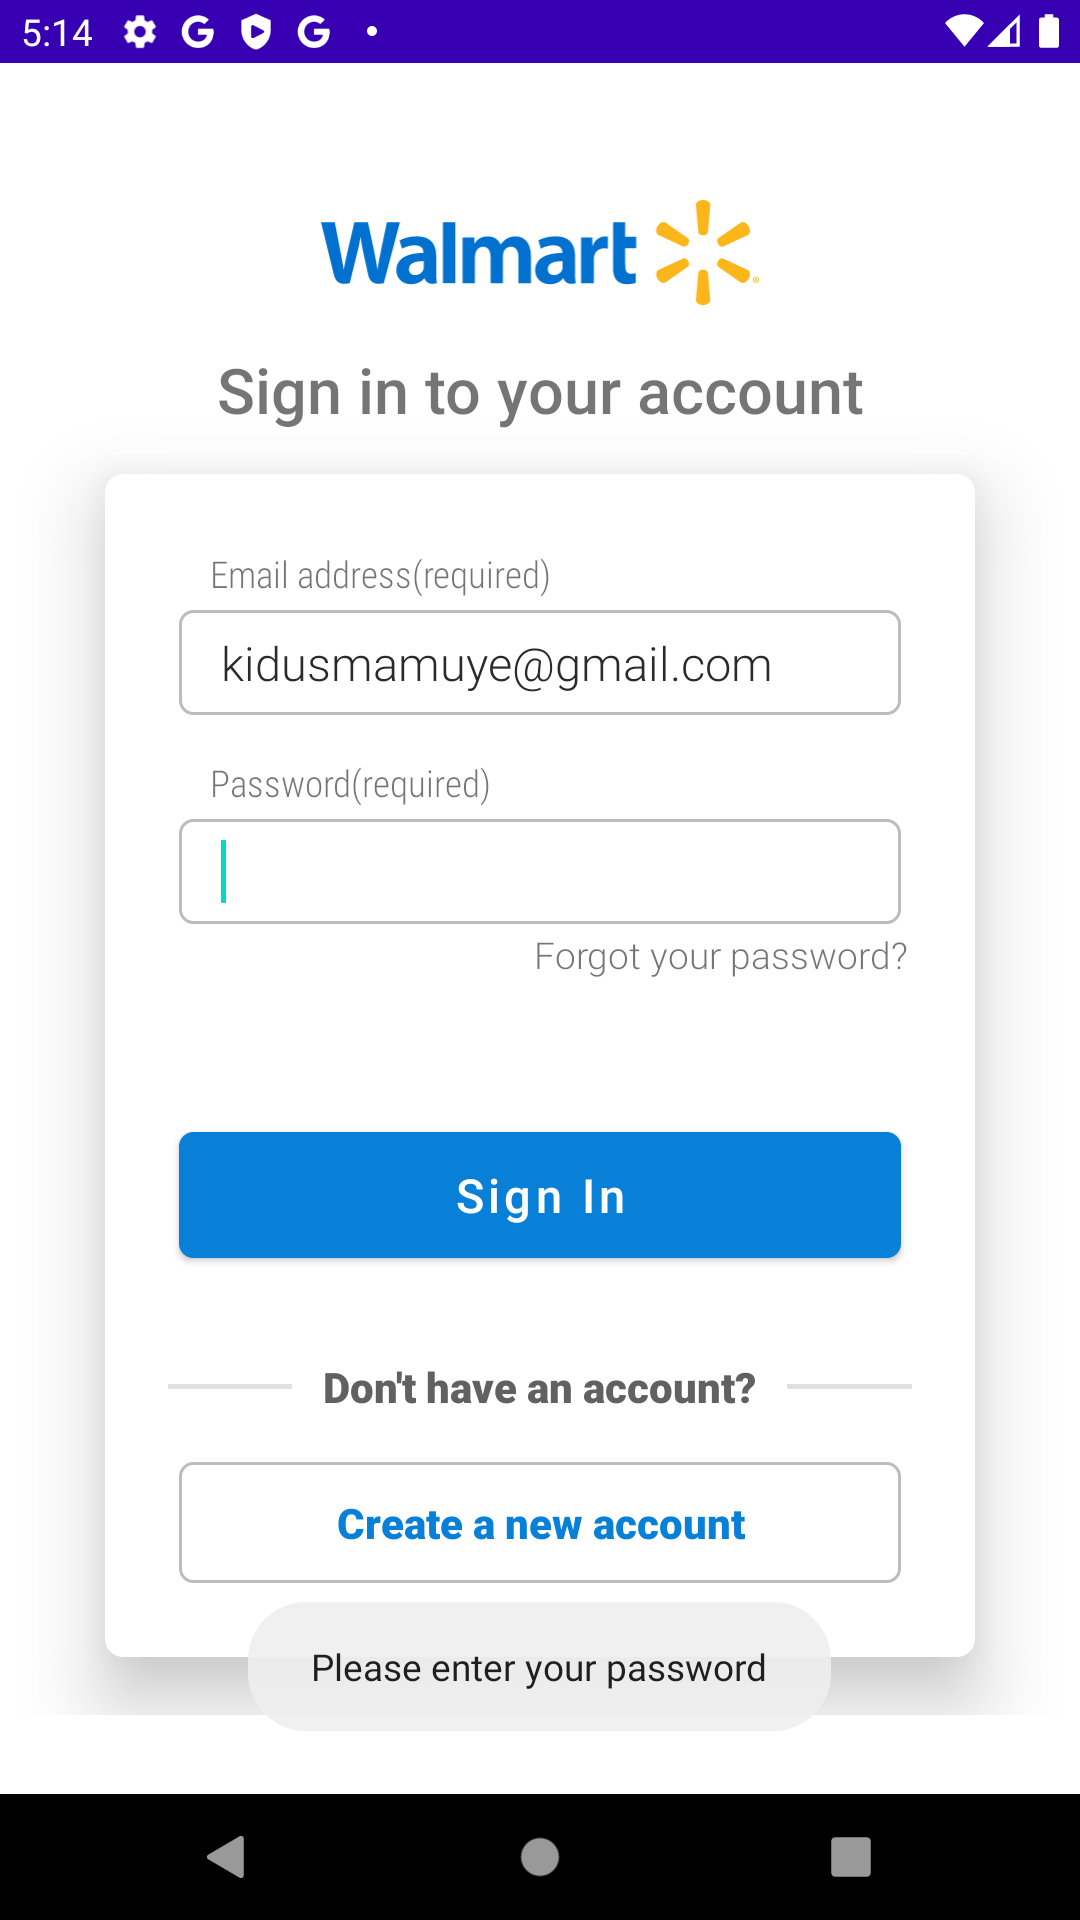 5:14
Walmart
Sign in to your account
Email address(required)
kidusmamuye@gmail.com
Password(required)
Forgot your password?
Sign In
Don't have an account?
Create a new account
Please enter your password